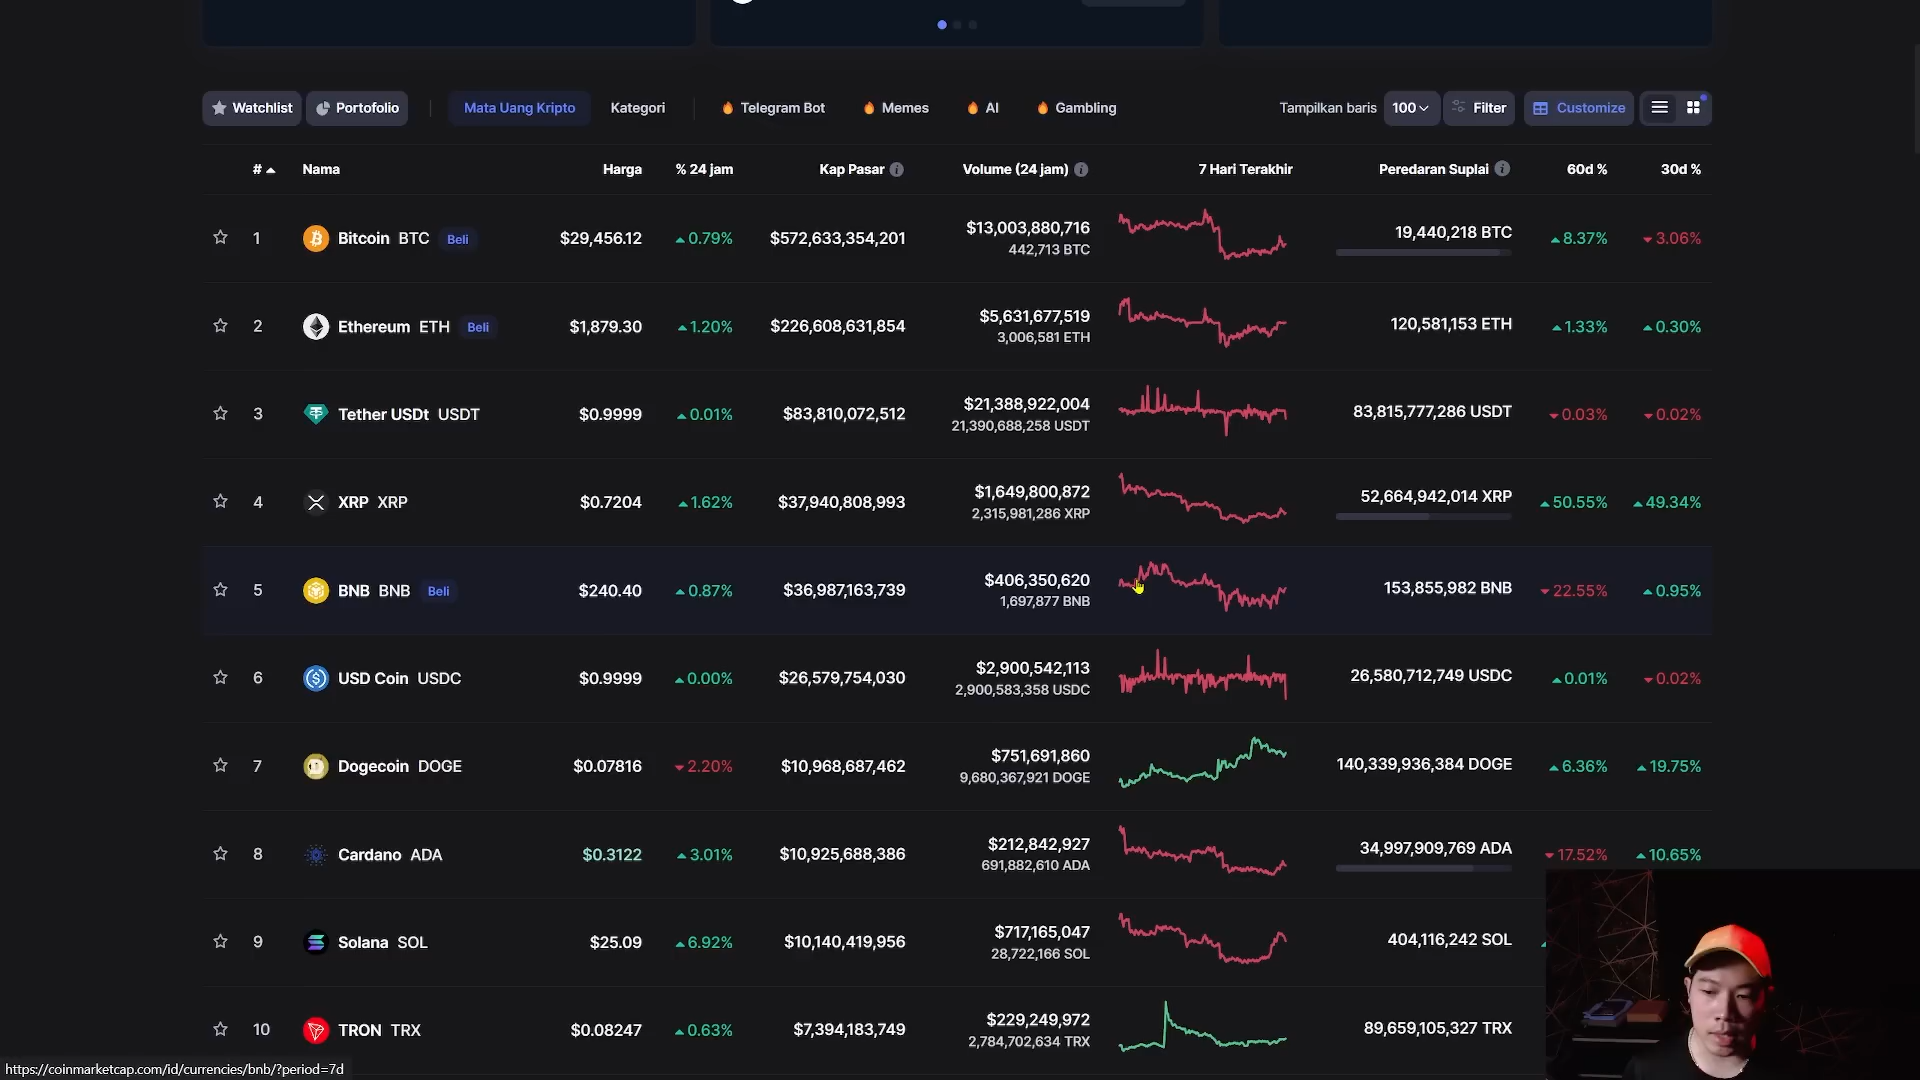 Watchlist Portofolio Mata Uang Kripto Kategori Telegram Bot Memes AI Gambling Tampilkan baris 100 Filter Customize
# Nama Harga % 24 jam Kap Pasar Volume (24 jam) 7 Hari Terakhir Peredaran Suplai 60d % 30d %
1 Bitcoin BTC Beli $29,456.12 0.79% $572,633,354,201 $13,003,880,716 19,440,218 BTC 8.37% 3.06%
442,713 BTC
2 Ethereum ETH Beli $1,879.30 1.20% $226,608,631,854 $5,631,677,519 120,581,153 ETH 1.33% 0.30%
3,006,581 ETH
3 Tether USDt USDT $0.9999 0.01% $83,810,072,512 $21,388,922,004 83,815,777,286 USDT 0.03% 0.02%
21,390,688,258 USDT
4 XRP XRP $0.7204 1.62% $37,940,808,993 $1,649,800,872 52,664,942,014 XRP 50.55% 49.34%
2,315,981,286 XRP
5 BNB BNB Beli $240.40 0.87% $36,987,163,739 $406,350,620 153,855,982 BNB 22.55% 0.95%
1,697,877 BNB
6 USD Coin USDC $0.9999 0.00% $26,579,754,030 $2,900,542,113 26,580,712,749 USDC 0.01% 0.02%
2,900,583,358 USDC
7 Dogecoin DOGE $0.07816 2.20% $10,968,687,462 $751,691,860 140,339,936,384 DOGE 6.36% 19.75%
9,680,367,921 DOGE
8 Cardano ADA $0.3122 3.01% $10,925,688,386 $212,842,927 34,997,909,769 ADA 17.52% 10.65%
691,882,610 ADA
9 Solana SOL $25.09 6.92% $10,140,419,956 $717,165,047 404,116,242 SOL
28,722,166 SOL
10 TRON TRX $0.08247 0.63% $7,394,183,749 $229,249,972 89,659,105,327 TRX
2,784,702,634 TRX
https://coinmarketcap.com/id/currencies/bnb/?period=7d